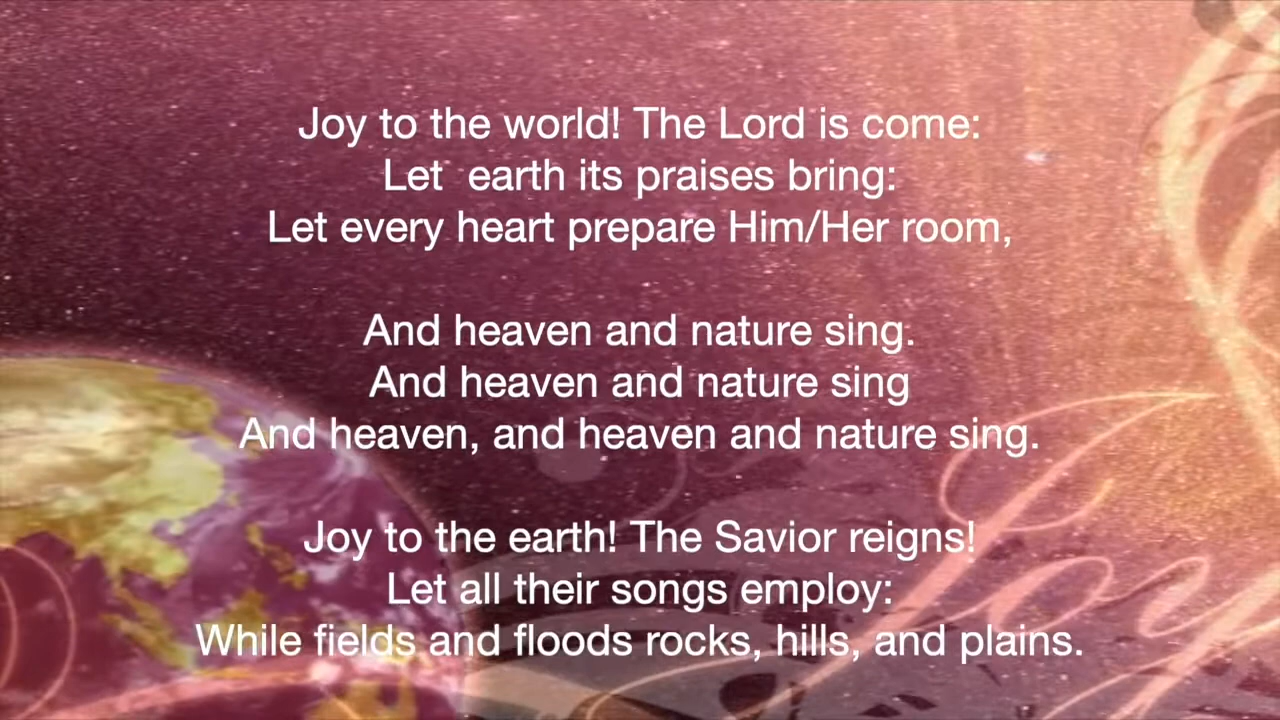 Joy to the world! The Lord is come:
Let  earth its praises bring:
Let every heart prepare Him/Her room,
And heaven and nature sing.
And heaven and nature sing
And heaven, and heaven and nature sing.
Joy to the earth! The Savior reigns!
Let all their songs employ:
While fields and floods rocks, hills, and plains.
Joy